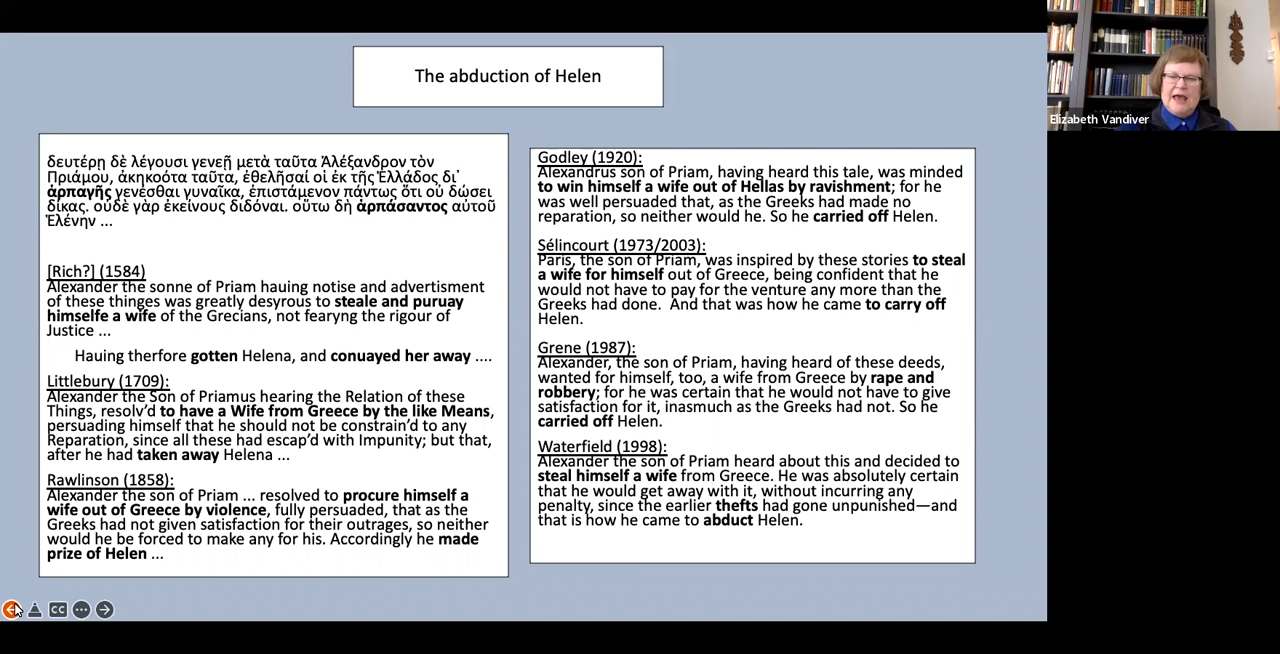 The abduction of Helen
δευτέρῃ δὲ λέγουσι γενεῇ μετὰ ταῦτα Ἀλέξανδρον τὸν
Πριάμου, ἀκηκοότα ταῦτα, ἐθελῆσαί οἱ ἐκ τῆς Ἑλλάδος δι᾽
ἁρπαγῆς γενέσθαι γυναῖκα, ἐπιστάμενον πάντως ὅτι οὐ δώσει
δίκας. οὐδὲ γὰρ ἐκείνους διδόναι. οὕτω δὴ ἁρπάσαντος αὐτοῦ
Ἑλένην ...
[Rich?] (1584)
Alexander the sonne of Priam hauing notise and advertisment
of these thinges was greatly desyrous to steale and puruay
himselfe a wife of the Grecians, not fearyng the rigour of
Justice ...
Hauing therfore gotten Helena, and conuayed her away ....
Littlebury (1709):
Alexander the Son of Priamus hearing the Relation of these
Things, resolv'd to have a Wife from Greece by the like Means,
persuading himself that he should not be constrain'd to any
Reparation, since all these had escap'd with Impunity; but that,
after he had taken away Helena ...
Rawlinson (1858):
Alexander the son of Priam ... resolved to procure himself a
wife out of Greece by violence, fully persuaded, that as the
Greeks had not given satisfaction for their outrages, so neither
would he be forced to make any for his. Accordingly he made
prize of Helen ...
Godley (1920):
Alexandrus son of Priam, having heard this tale, was minded
to win himself a wife out of Hellas by ravishment; for he
was well persuaded that, as the Greeks had made no
reparation, so neither would he. So he carried off Helen.
Sélincourt (1973/2003):
Paris, the son of Priam, was inspired by these stories to steal
a wife for himself out of Greece, being confident that he
would not have to pay for the venture any more than the
Greeks had done. And that was how he came to carry off
Helen.
Grene (1987):
Alexander, the son of Priam, having heard of these deeds,
wanted for himself, too, a wife from Greece by rape and
robbery; for he was certain that he would not have to give
satisfaction for it, inasmuch as the Greeks had not. So he
carried off Helen.
Waterfield (1998):
Alexander the son of Priam heard about this and decided to
steal himself a wife from Greece. He was absolutely certain
that he would get away with it, without incurring any
penalty, since the earlier thefts had gone unpunished—and
that is how he came to abduct Helen.
Elizabeth Vandiver
CC